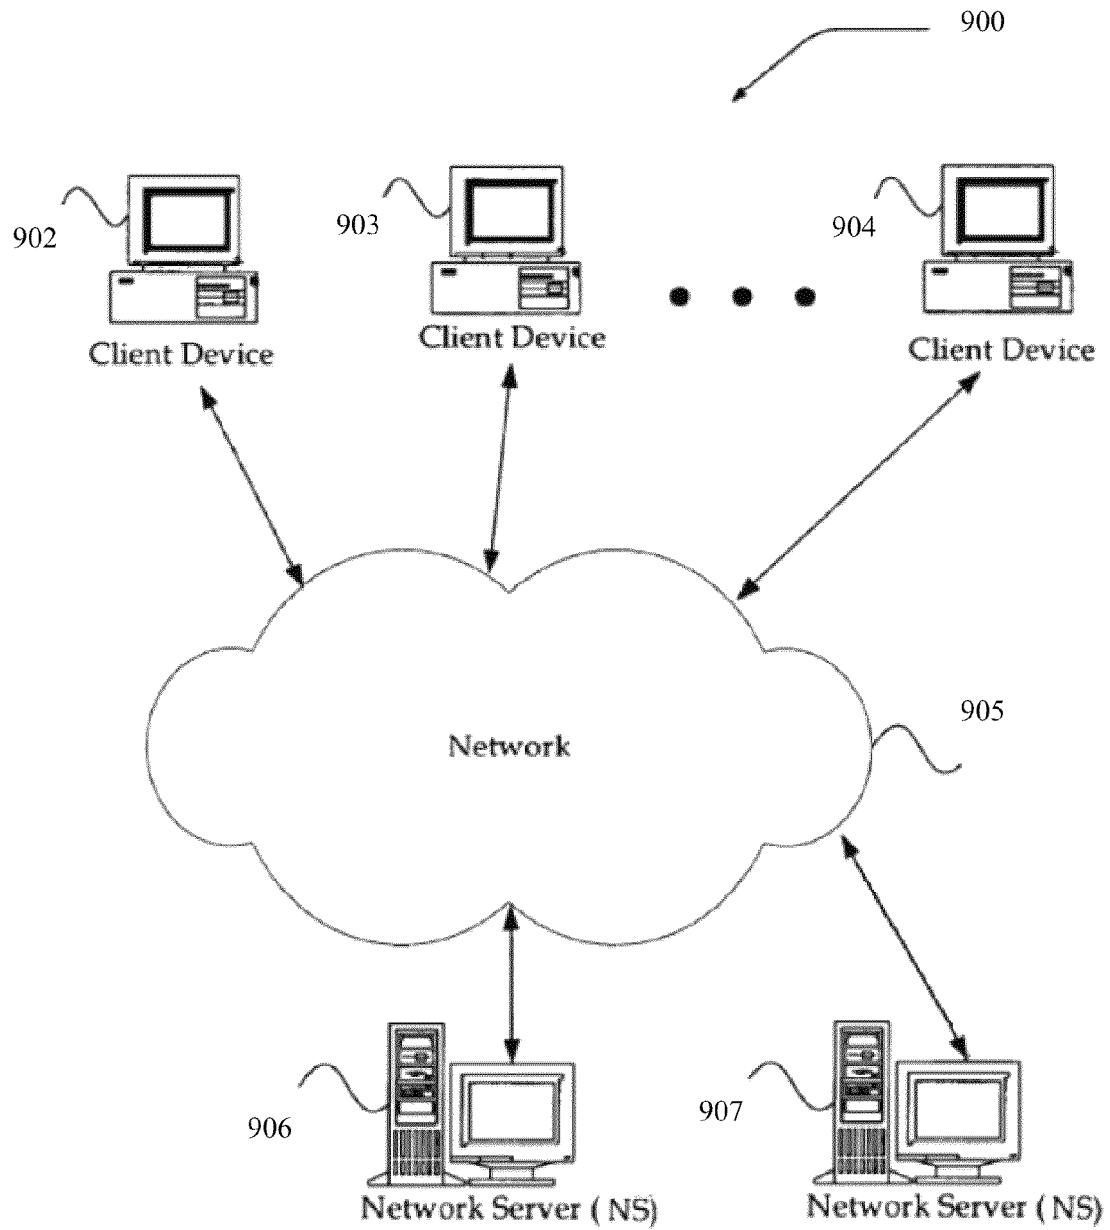 900
902
903
904
Client Device
Client Device
Client Device
905
Network
906
907
Network Server ( NS)
Network Server ( NS)